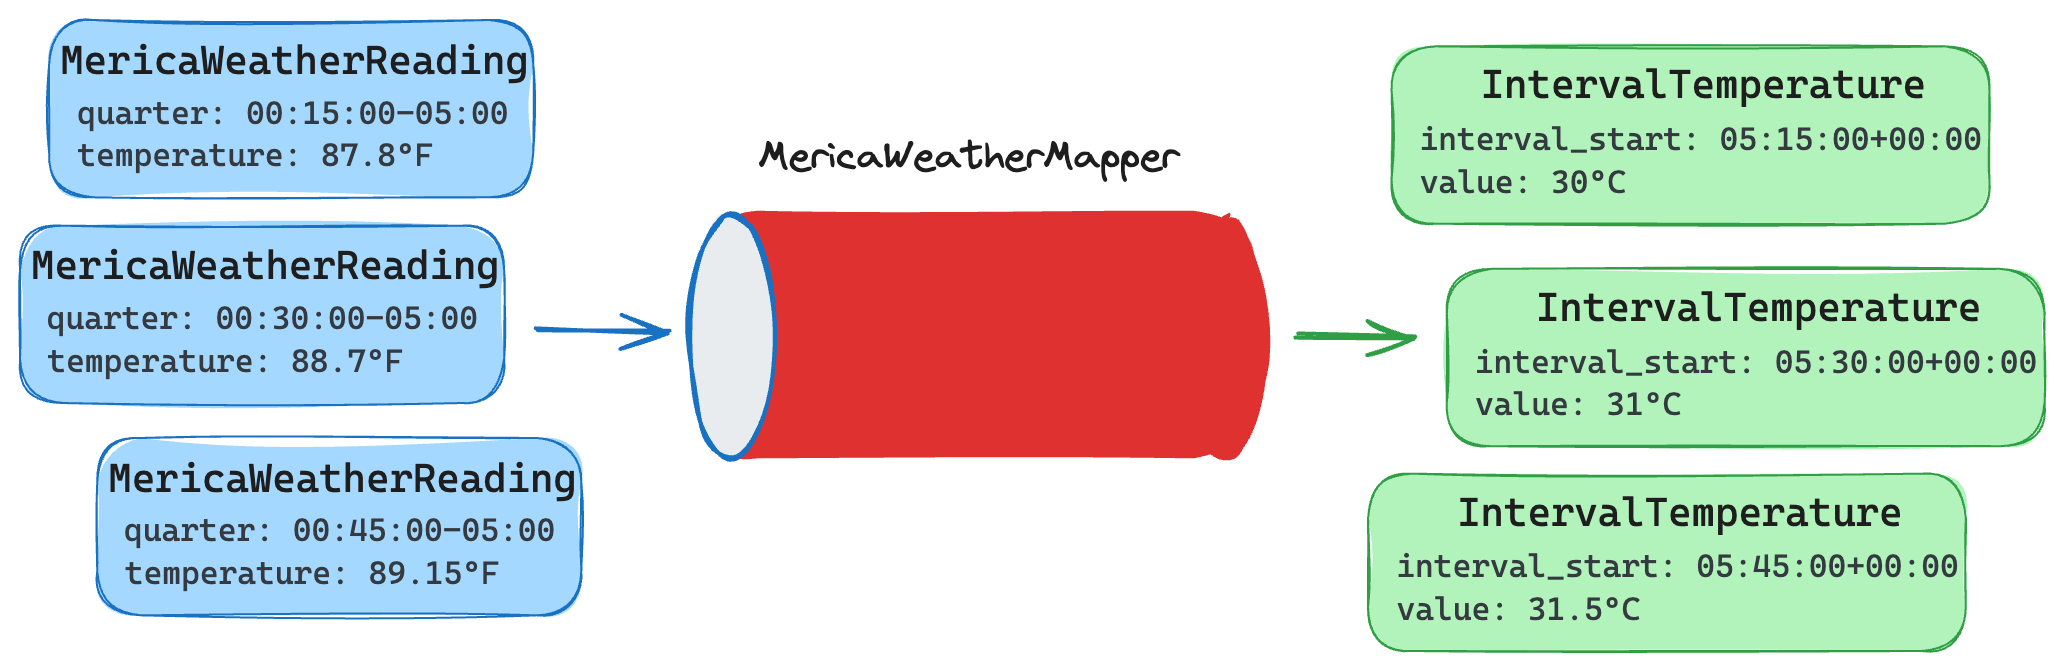 MericaWeatherReading
quarter: 00:15:00-05:00
temperature: 87.8°F
MericaWeatherReading
quarter: 00:30:00-05:00
temperature: 88.7°F
MericaWeatherReading
quarter: 00:45:00-05:00
temperature: 89.15°F
MericaWeatherMapper
IntervalTemperature
interval_start: 05:15:00+00:00
value: 30°C
IntervalTemperature
interval_start: 05:30:00+00:00
value: 31°C
IntervalTemperature
interval_start: 05:45:00+00:00
value: 31.5°C